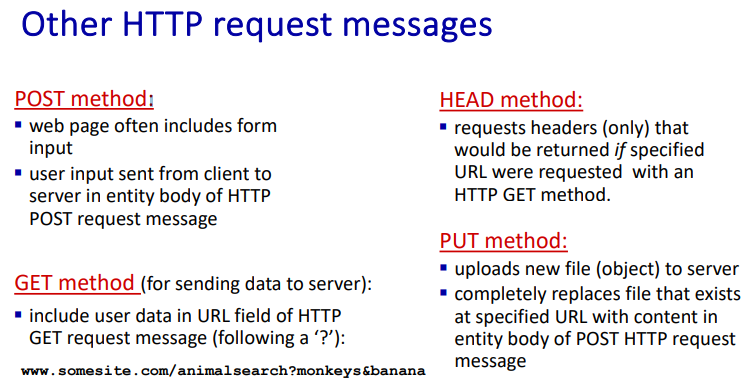 Other HTTP request messages
POST method:
▪ web page often includes form
input
▪ user input sent from client to
server in entity body of HTTP
POST request message
GET method (for sending data to server):
▪ include user data in URL field of HTTP
GET request message (following a ‘?’):
www.somesite.com/animalsearch?monkeys&banana
HEAD method:
▪ requests headers (only) that
would be returned if specified
URL were requested with an
HTTP GET method.
PUT method:
▪ uploads new file (object) to server
▪ completely replaces file that exists
at specified URL with content in
entity body of POST HTTP request
message